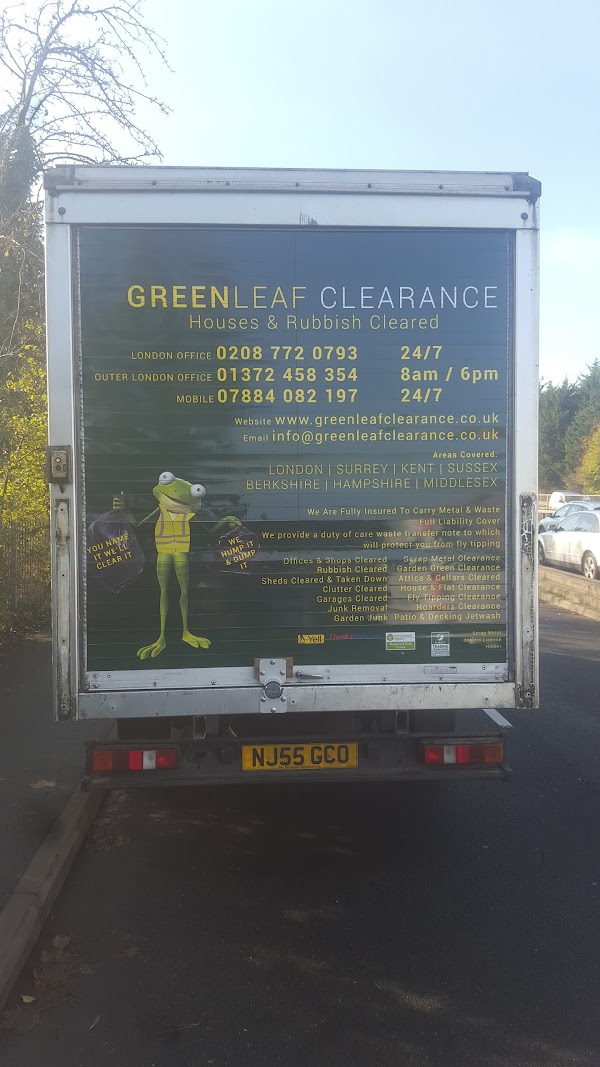 GREENLEAF CLEARANCE
Houses & Rubbish Cleared
LONDON OFFICE 0208 772 0793 24/7
OUTER LONDON OFFICE 01372 458 354 8am / 6pm
MOBILE 07884 082 197 24/7
Website www.greenleafclearance.co.uk
Email info@greenleafclearance.co.uk
Areas Covered:
LONDON | SURREY | KENT | SUSSEX
BERKSHIRE | HAMPSHIRE | MIDDLESEX
We Are Fully Insured To Carry Metal & Waste
Full Liability Cover
We provide a duty of care waste transfer note to which
will protect you from fly tipping
YOU NAME
IT WE'LL
CLEAR IT
WE
HUMP IT
& DUMP
IT
Offices & Shops Cleared Scrap Metal Clearance
Rubbish Cleared Garden Green Clearance
Sheds Cleared & Taken Down Attics & Cellars Cleared
Clutter Cleared House & Flat Clearance
Garages Cleared Fly Tipping Clearance
Junk Removal Hoarders Clearance
Garden Junk Patio & Decking Jetwash
Yell
Scrap Metal
Holder
NJ55 GCO